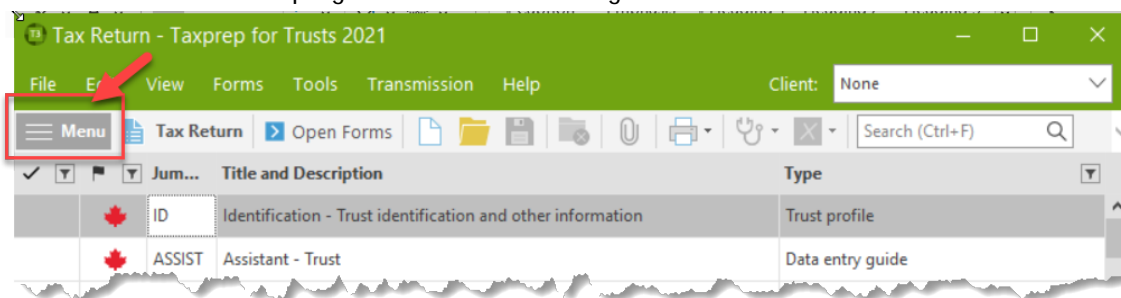 Tax Return - Taxprep for Trusts 2021
File View Forms Tools Transmission Help Client: None
Menu Tax Return Open Forms Search (Ctrl+F)
Jum... Title and Description Type
ID Identification - Trust identification and other information Trust profile
ASSIST Assistant - Trust Data entry guide